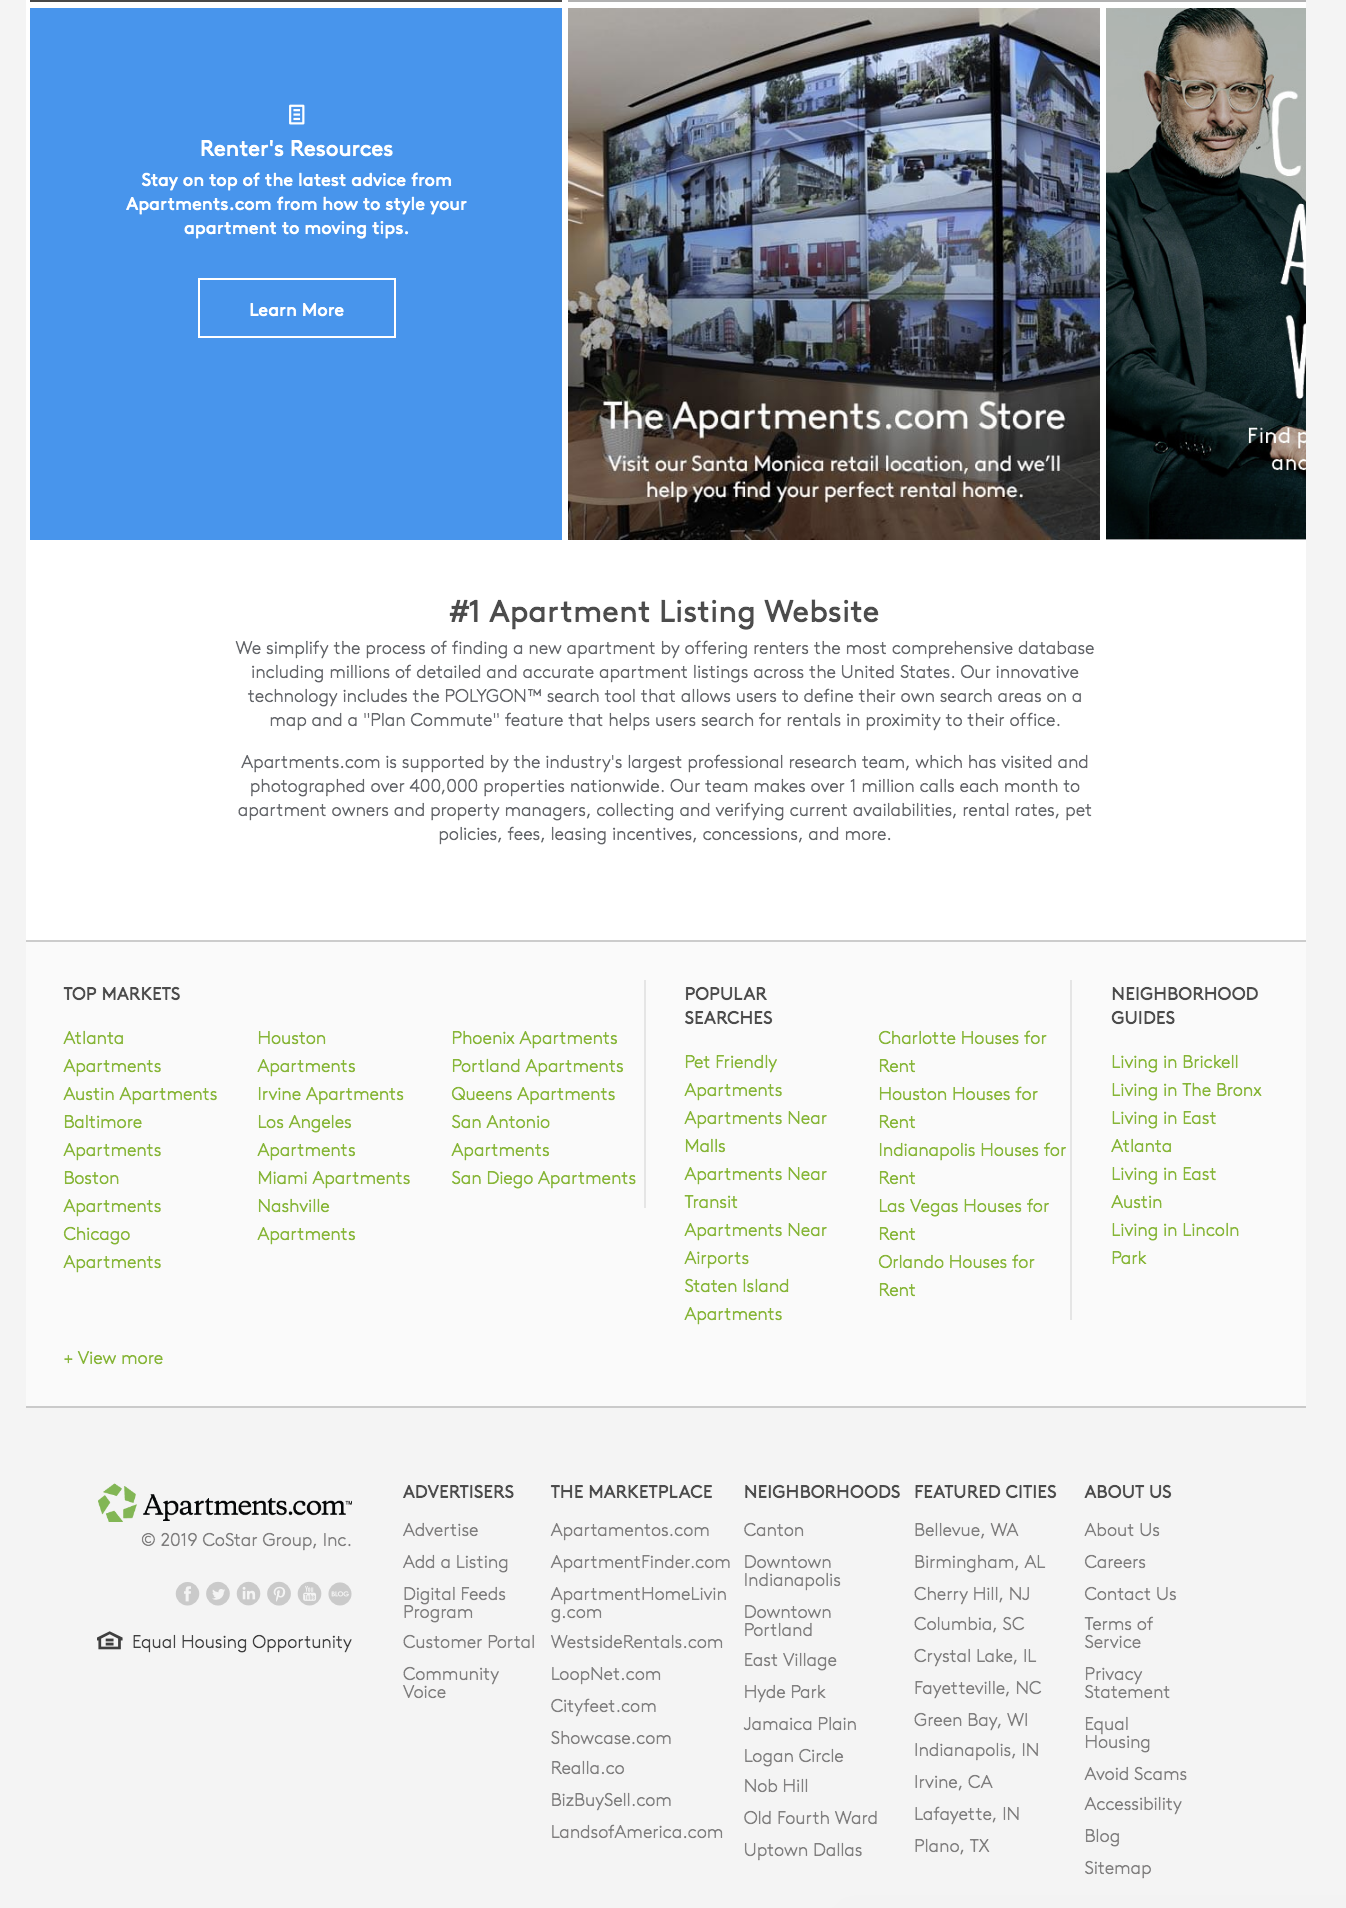 Renter's Resources
Stay on top of the latest advice from
Apartments.com from how to style your
apartment to moving tips.
Learn More
The Apartments.com Store
Visit our Santa Monica retail location, and we'll
help you find your perfect rental home.
C
A
W
Find p
and
#1 Apartment Listing Website
We simplify the process of finding a new apartment by offering renters the most comprehensive database
including millions of detailed and accurate apartment listings across the United States. Our innovative
technology includes the POLYGON™ search tool that allows users to define their own search areas on a
map and a "Plan Commute" feature that helps users search for rentals in proximity to their office.
Apartments.com is supported by the industry's largest professional research team, which has visited and
photographed over 400,000 properties nationwide. Our team makes over 1 million calls each month to
apartment owners and property managers, collecting and verifying current availabilities, rental rates, pet
policies, fees, leasing incentives, concessions, and more.
TOP MARKETS
Atlanta
Apartments
Austin Apartments
Baltimore
Apartments
Boston
Apartments
Chicago
Apartments
Houston
Apartments
Irvine Apartments
Los Angeles
Apartments
Miami Apartments
Nashville
Apartments
Phoenix Apartments
Portland Apartments
Queens Apartments
San Antonio
Apartments
San Diego Apartments
+ View more
POPULAR
SEARCHES
Pet Friendly
Apartments
Apartments Near
Malls
Apartments Near
Transit
Apartments Near
Airports
Staten Island
Apartments
Charlotte Houses for
Rent
Houston Houses for
Rent
Indianapolis Houses for
Rent
Las Vegas Houses for
Rent
Orlando Houses for
Rent
NEIGHBORHOOD
GUIDES
Living in Brickell
Living in The Bronx
Living in East
Atlanta
Living in East
Austin
Living in Lincoln
Park
Apartments.com™
© 2019 CoStar Group, Inc.
You Tube
BLOG
Equal Housing Opportunity
ADVERTISERS
Advertise
Add a Listing
Digital Feeds
Program
Customer Portal
Community
Voice
THE MARKETPLACE
Apartamentos.com
ApartmentFinder.com
ApartmentHomeLivin
g.com
WestsideRentals.com
LoopNet.com
Cityfeet.com
Showcase.com
Realla.co
BizBuySell.com
LandsofAmerica.com
NEIGHBORHOODS
Canton
Downtown
Indianapolis
Downtown
Portland
East Village
Hyde Park
Jamaica Plain
Logan Circle
Nob Hill
Old Fourth Ward
Uptown Dallas
FEATURED CITIES
Bellevue, WA
Birmingham, AL
Cherry Hill, NJ
Columbia, SC
Crystal Lake, IL
Fayetteville, NC
Green Bay, WI
Indianapolis, IN
Irvine, CA
Lafayette, IN
Plano, TX
ABOUT US
About Us
Careers
Contact Us
Terms of
Service
Privacy
Statement
Equal
Housing
Avoid Scams
Accessibility
Blog
Sitemap